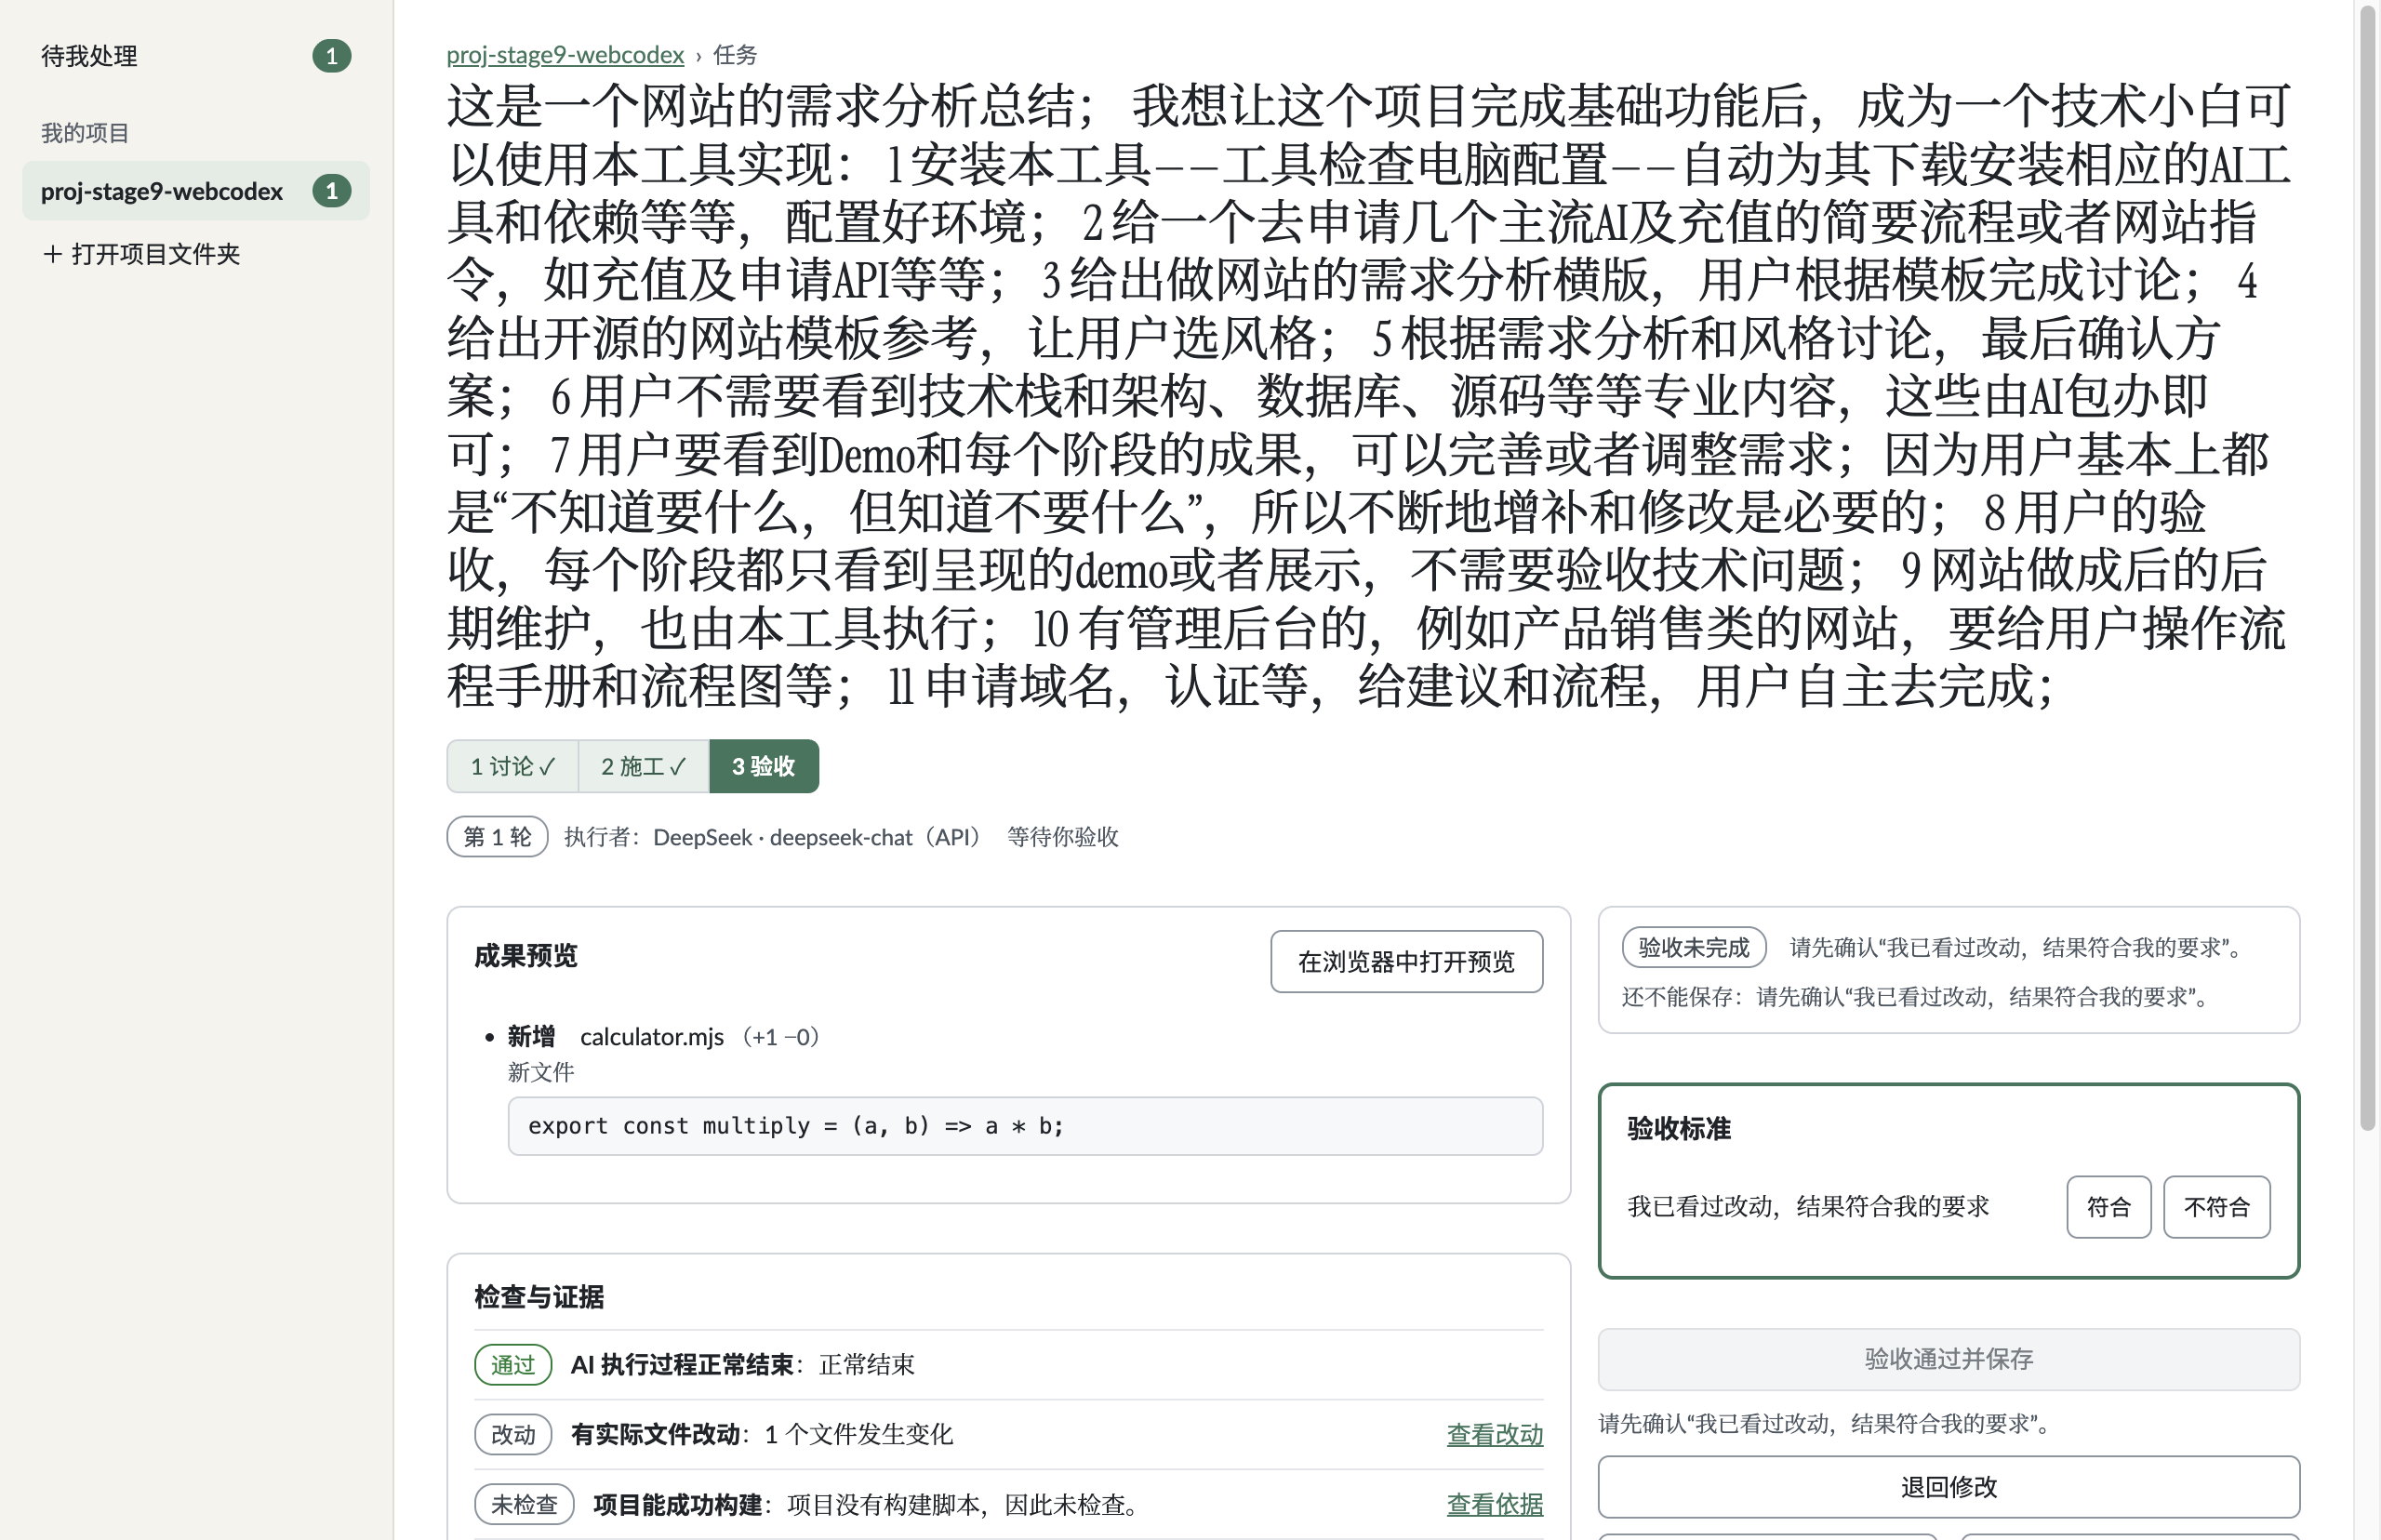 待我处理 1
我的项目
proj-stage9-webcodex 1
＋ 打开项目文件夹
proj-stage9-webcodex › 任务
这是一个网站的需求分析总结； 我想让这个项目完成基础功能后，成为一个技术小白可
以使用本工具实现： 1 安装本工具——工具检查电脑配置——自动为其下载安装相应的AI工
具和依赖等等，配置好环境； 2 给一个去申请几个主流AI及充值的简要流程或者网站指
令，如充值及申请API等等； 3 给出做网站的需求分析横版，用户根据模板完成讨论； 4
给出开源的网站模板参考，让用户选风格； 5 根据需求分析和风格讨论，最后确认方
案； 6 用户不需要看到技术栈和架构、数据库、源码等等专业内容，这些由AI包办即
可； 7 用户要看到Demo和每个阶段的成果，可以完善或者调整需求；因为用户基本上都
是“不知道要什么，但知道不要什么”，所以不断地增补和修改是必要的； 8 用户的验
收，每个阶段都只看到呈现的demo或者展示，不需要验收技术问题； 9 网站做成后的后
期维护，也由本工具执行； 10 有管理后台的，例如产品销售类的网站，要给用户操作流
程手册和流程图等； 11 申请域名，认证等，给建议和流程，用户自主去完成；
1 讨论 ✓ 2 施工 ✓ 3 验收
第 1 轮 执行者：DeepSeek · deepseek-chat（API） 等待你验收
成果预览 在浏览器中打开预览
• 新增 calculator.mjs （+1 −0）
新文件
export const multiply = (a, b) => a * b;
检查与证据
通过 AI 执行过程正常结束：正常结束
改动 有实际文件改动：1 个文件发生变化 查看改动
未检查 项目能成功构建：项目没有构建脚本，因此未检查。 查看依据
验收未完成 请先确认“我已看过改动，结果符合我的要求”。
还不能保存：请先确认“我已看过改动，结果符合我的要求”。
验收标准
我已看过改动，结果符合我的要求 符合 不符合
验收通过并保存
请先确认“我已看过改动，结果符合我的要求”。
退回修改